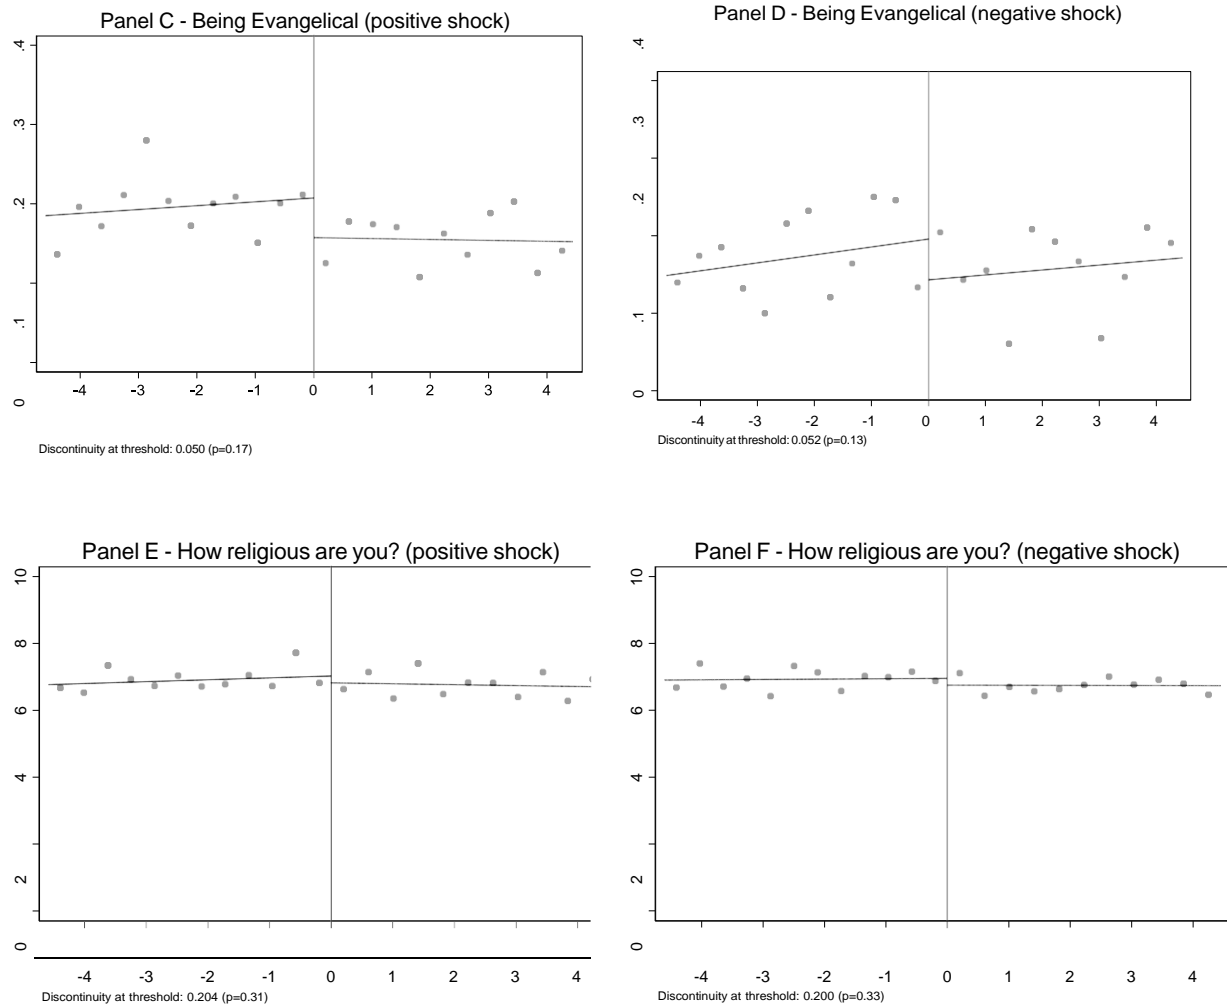 Panel C - Being Evangelical (positive shock)
.4
.3
.2
.1
0
-4 -3 -2 -1 0 1 2 3 4
Discontinuity at threshold: 0.050 (p=0.17)
Panel D - Being Evangelical (negative shock)
.4
.3
.2
.1
0
-4 -3 -2 -1 0 1 2 3 4
Discontinuity at threshold: 0.052 (p=0.13)
Panel E - How religious are you? (positive shock)
10
8
6
4
2
0
-4 -3 -2 -1 0 1 2 3 4
Discontinuity at threshold: 0.204 (p=0.31)
Panel F - How religious are you? (negative shock)
10
8
6
4
2
0
-4 -3 -2 -1 0 1 2 3 4
Discontinuity at threshold: 0.200 (p=0.33)